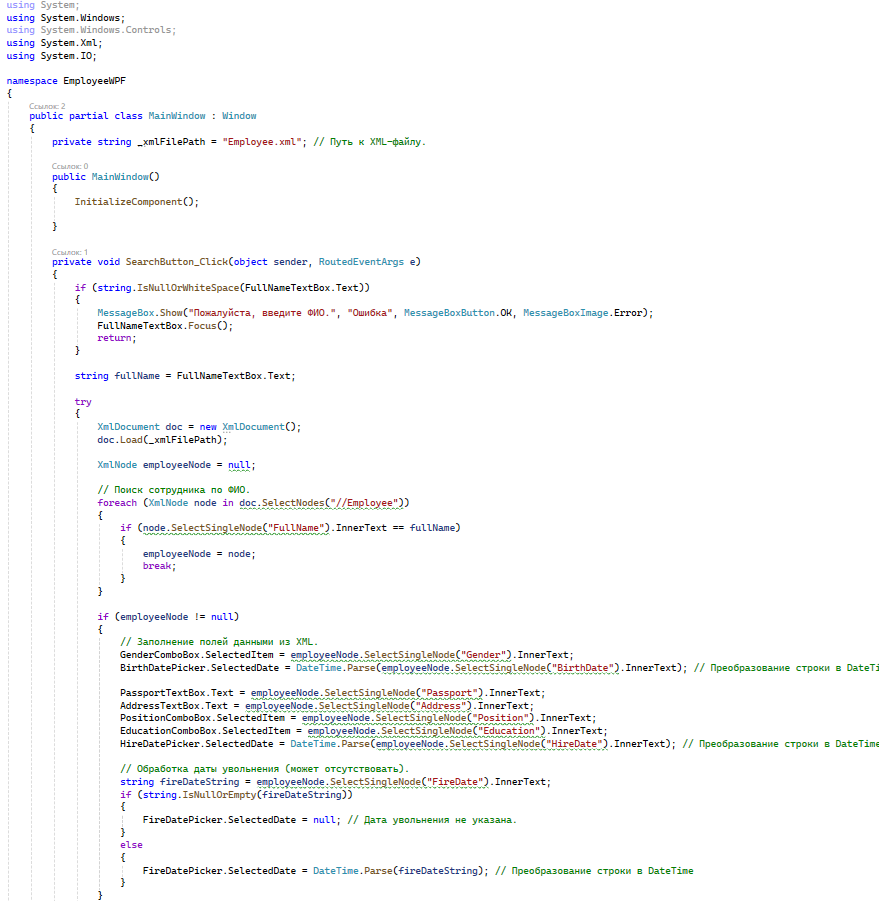 using System;
using System.Windows;
using System.Windows.Controls;
using System.Xml;
using System.IO;
namespace EmployeeWPF
{
Ссылок: 2
public partial class MainWindow : Window
{
private string _xmlFilePath = "Employee.xml"; // Путь к XML-файлу.
Ссылок: 0
public MainWindow()
{
InitializeComponent();
}
Ссылок: 1
private void SearchButton_Click(object sender, RoutedEventArgs e)
{
if (string.IsNullOrWhiteSpace(FullNameTextBox.Text))
{
MessageBox.Show("Пожалуйста, введите ФИО.", "Ошибка", MessageBoxButton.OK, MessageBoxImage.Error);
FullNameTextBox.Focus();
return;
}
string fullName = FullNameTextBox.Text;
try
{
XmlDocument doc = new XmlDocument();
doc.Load(_xmlFilePath);
XmlNode employeeNode = null;
// Поиск сотрудника по ФИО.
foreach (XmlNode node in doc.SelectNodes("//Employee"))
{
if (node.SelectSingleNode("FullName").InnerText == fullName)
{
employeeNode = node;
break;
}
}
if (employeeNode != null)
{
// Заполнение полей данными из XML.
GenderComboBox.SelectedItem = employeeNode.SelectSingleNode("Gender").InnerText;
BirthDatePicker.SelectedDate = DateTime.Parse(employeeNode.SelectSingleNode("BirthDate").InnerText); // Преобразование строки в DateTi
PassportTextBox.Text = employeeNode.SelectSingleNode("Passport").InnerText;
AddressTextBox.Text = employeeNode.SelectSingleNode("Address").InnerText;
PositionComboBox.SelectedItem = employeeNode.SelectSingleNode("Position").InnerText;
EducationComboBox.SelectedItem = employeeNode.SelectSingleNode("Education").InnerText;
HireDatePicker.SelectedDate = DateTime.Parse(employeeNode.SelectSingleNode("HireDate").InnerText); // Преобразование строки в DateTime
// Обработка даты увольнения (может отсутствовать).
string fireDateString = employeeNode.SelectSingleNode("FireDate").InnerText;
if (string.IsNullOrEmpty(fireDateString))
{
FireDatePicker.SelectedDate = null; // Дата увольнения не указана.
}
else
{
FireDatePicker.SelectedDate = DateTime.Parse(fireDateString); // Преобразование строки в DateTime
}
}